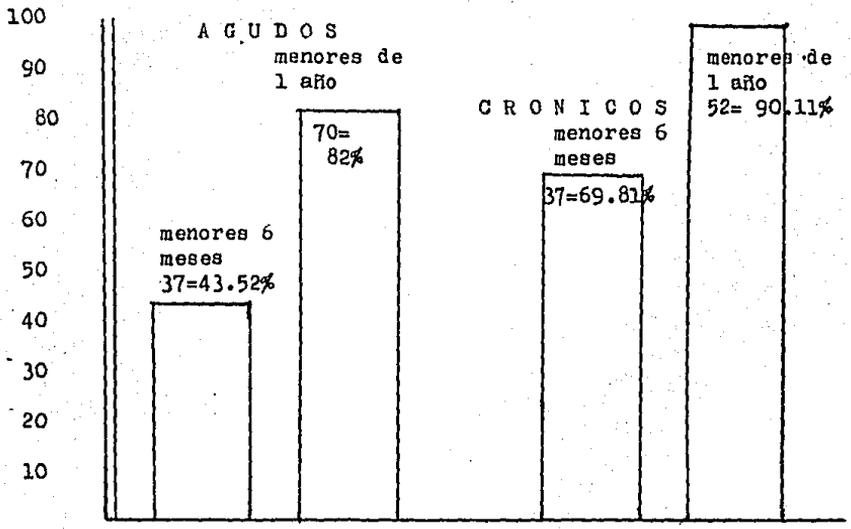 100
90
80
70
60
50
40
30
20
10
A G U D O S
menores de
1 año
70=
82%
menores 6
meses
37=43.52%
C R O N I C O S
menores 6
meses
37=69.81%
menores de
1 año
52= 90.11%